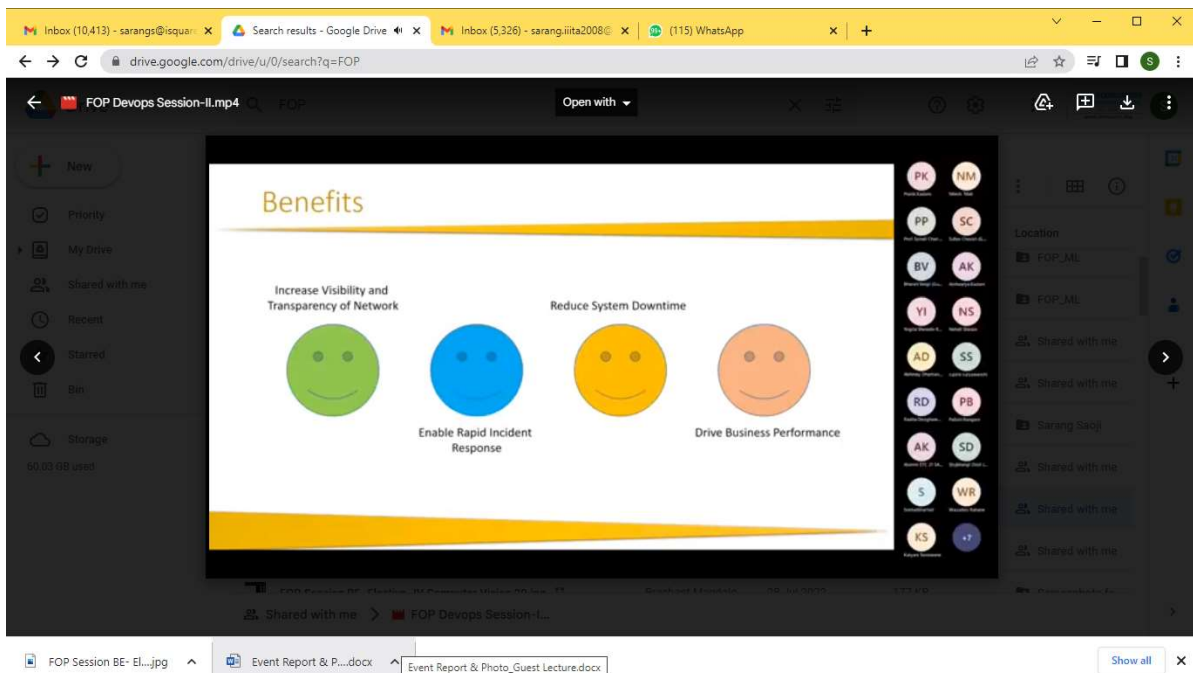 Inbox (10,413) - sarangs@isquare
Search results - Google Drive
Inbox (5,326) - sarang.iiita2008@
(115) WhatsApp
drive.google.com/drive/u/0/search?q=FOP
FOP Devops Session-II.mp4
FOP
Open with
New
Priority
My Drive
Shared with me
Recent
Starred
Bin
Storage
60.03 GB used
Benefits
Increase Visibility and
Transparency of Network
Reduce System Downtime
Enable Rapid Incident
Response
Drive Business Performance
PK
NM
PP
SC
BV
AK
YI
NS
AD
SS
RD
PB
AK
SD
S
WR
KS
+7
Location
FOP_ML
FOP_ML
Shared with me
Shared with me
Sarang Saoji
Shared with me
Shared with me
Shared with me
Shared with me
FOP Devops Session-I...
FOP Session BE- El....jpg
Event Report & P....docx
Event Report & Photo_Guest Lecture.docx
Show all